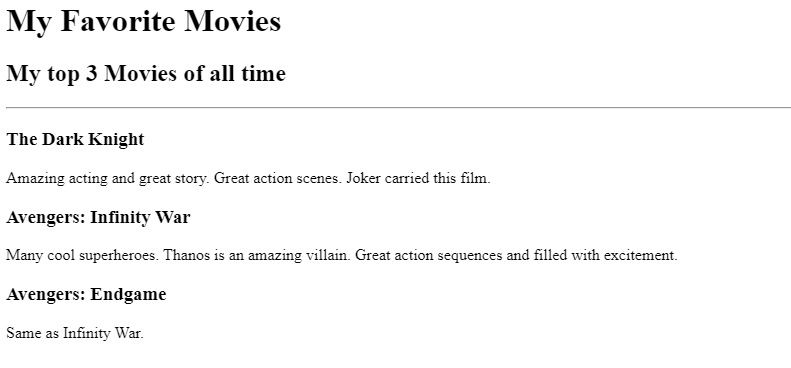 My Favorite Movies
My top 3 Movies of all time
The Dark Knight
Amazing acting and great story. Great action scenes. Joker carried this film.
Avengers: Infinity War
Many cool superheroes. Thanos is an amazing villain. Great action sequences and filled with excitement.
Avengers: Endgame
Same as Infinity War.